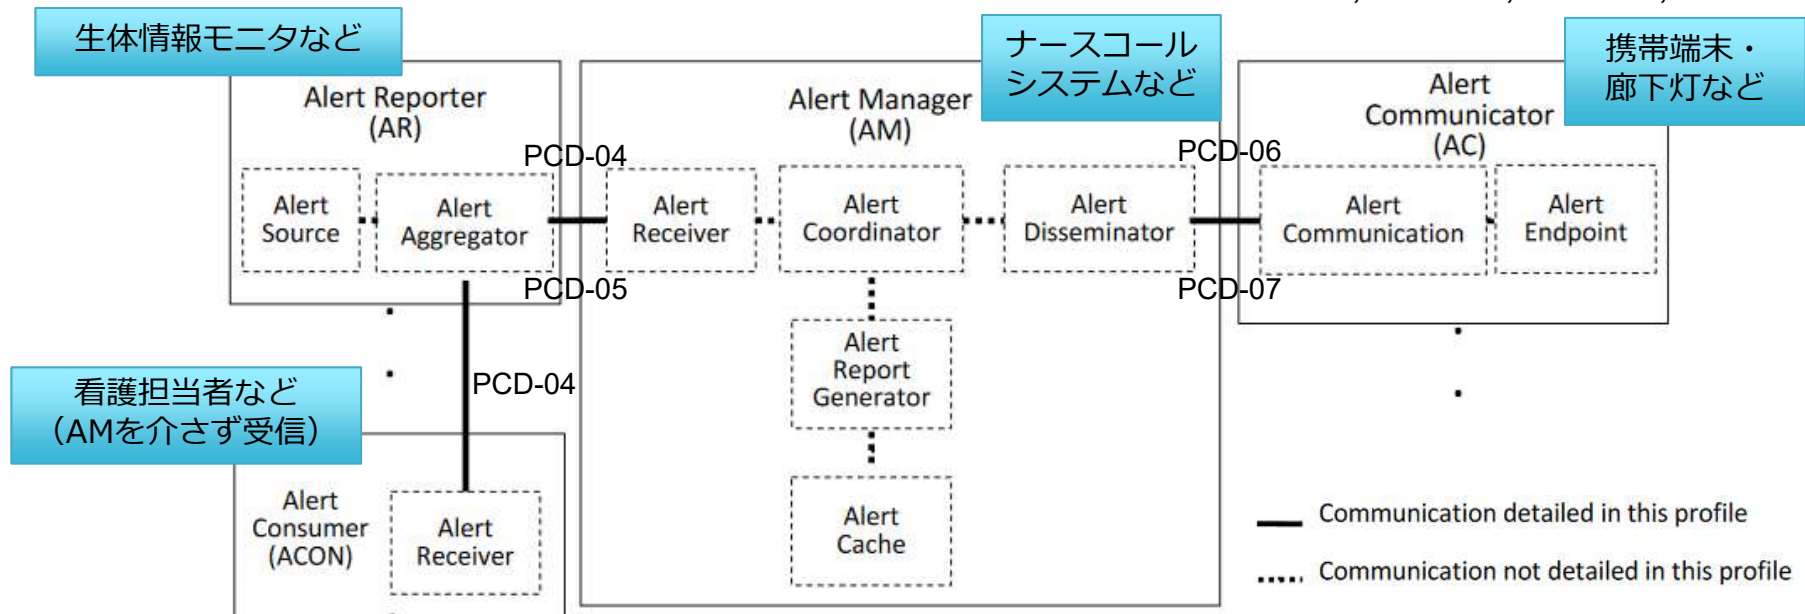 生体情報モニタなど
ナースコール
システムなど
携帯端末・
廊下灯など
Alert Reporter
(AR)
Alert Manager
(AM)
Alert
Communicator
(AC)
PCD-04
PCD-06
Alert
Source
Alert
Aggregator
Alert
Receiver
Alert
Coordinator
Alert
Disseminator
Alert
Communication
Alert
Endpoint
PCD-05
PCD-07
Alert
Report
Generator
PCD-04
看護担当者など
（AMを介さず受信）
Alert
Consumer
(ACON)
Alert
Receiver
Alert
Cache
Communication detailed in this profile
Communication not detailed in this profile